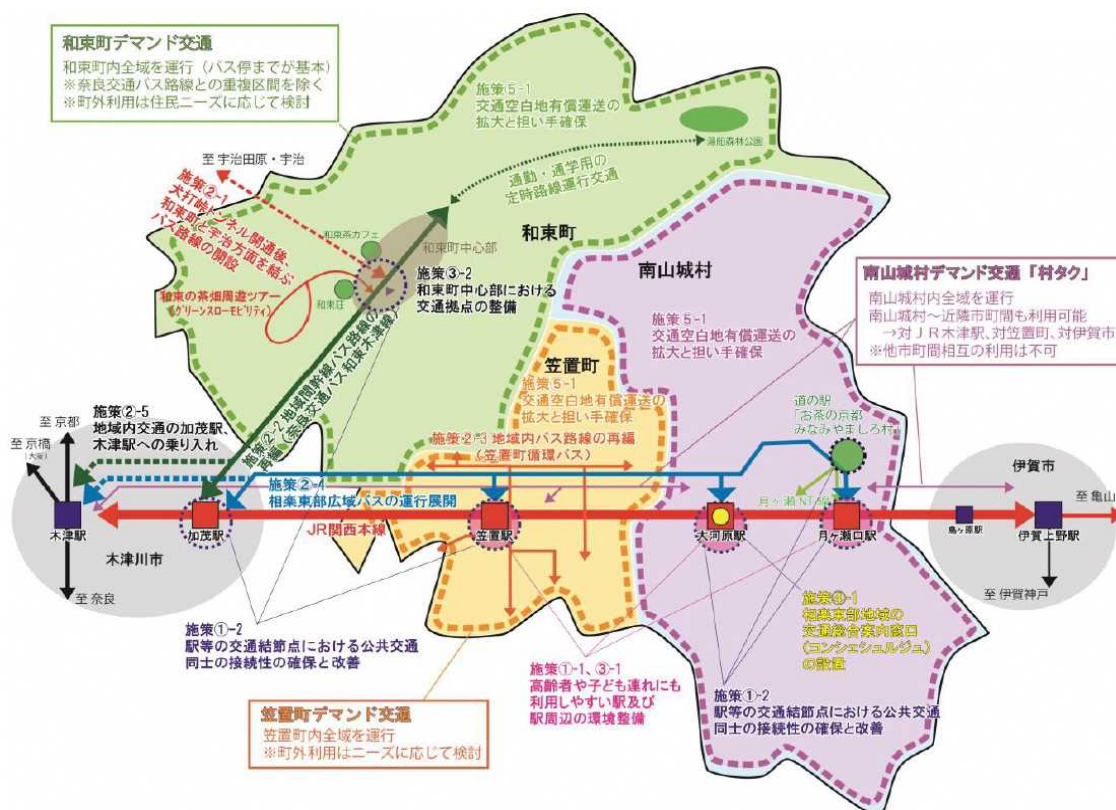 和束町デマンド交通
和束町内全域を運行（バス停までが基本）
※奈良交通バス路線との重複区間を除く
※町外利用は住民ニーズに応じて検討
施策⑤-1
交通空白地有償運送の
拡大と担い手確保
湯船森林公園
通勤・通学用の
定時路線運行交通
至 宇治田原・宇治
施策②-1
犬打峠トンネル開通後、
和束町と宇治方面を結ぶ
バス路線の開設
和束茶カフェ
和束町中心部
和束町
和束荘
和束の茶畑周遊ツアー
（グリーンスローモビリティ）
施策③-2
和束町中心部における
交通拠点の整備
南山城村
施策⑤-1
交通空白地有償運送の
拡大と担い手確保
南山城村デマンド交通「村タク」
南山城村内全域を運行
南山城村～近隣市町間も利用可能
→対ＪＲ木津駅、対笠置町、対伊賀市
※他市町間相互の利用は不可
笠置町
施策⑤-1
交通空白地有償運送の
拡大と担い手確保
施策②-3 地域内バス路線の再編
（笠置町循環バス）
施策②-2 地域間幹線バス路線の
再編（奈良交通バス和束木津線）
施策②-5
地域内交通の加茂駅、
木津駅への乗り入れ
至 京都
至 京橋
（大阪）
施策②-4
相楽東部広域バスの運行展開
JR関西本線
道の駅
「お茶の京都
みなみやましろ村」
月ヶ瀬NT
伊賀市
至 亀山
木津駅
加茂駅
笠置駅
大河原駅
月ヶ瀬口駅
島ヶ原駅
伊賀上野駅
木津川市
至 奈良
至 伊賀神戸
施策①-2
駅等の交通結節点における公共交通
同士の接続性の確保と改善
施策①-1、③-1
高齢者や子ども連れにも
利用しやすい駅及び
駅周辺の環境整備
相楽東部地域の
交通総合案内窓口
（コンシェシュルジュ）
の設置
施策①-2
駅等の交通結節点における公共交通
同士の接続性の確保と改善
笠置町デマンド交通
笠置町内全域を運行
※町外利用はニーズに応じて検討